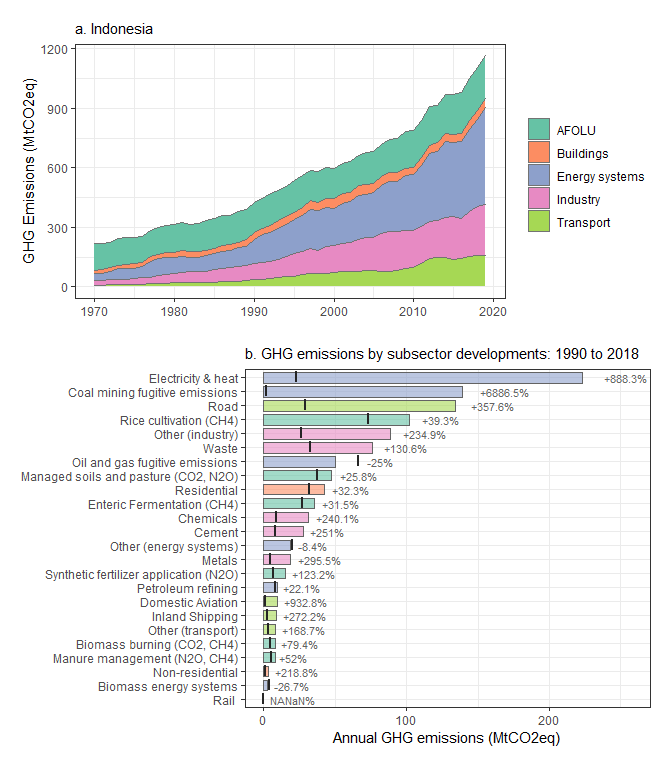 a. Indonesia
GHG Emissions (MtCO2eq)
1200
900
600
300
0
1970
1980
1990
2000
2010
2020
AFOLU
Buildings
Energy systems
Industry
Transport
b. GHG emissions by subsector developments: 1990 to 2018
Electricity & heat +888.3%
Coal mining fugitive emissions +6886.5%
Road +357.6%
Rice cultivation (CH4) +39.3%
Other (industry) +234.9%
Waste +130.6%
Oil and gas fugitive emissions -25%
Managed soils and pasture (CO2, N2O) +25.8%
Residential +32.3%
Enteric Fermentation (CH4) +31.5%
Chemicals +240.1%
Cement +251%
Other (energy systems) -8.4%
Metals +295.5%
Synthetic fertilizer application (N2O) +123.2%
Petroleum refining +22.1%
Domestic Aviation +932.8%
Inland Shipping +272.2%
Other (transport) +168.7%
Biomass burning (CO2, CH4) +79.4%
Manure management (N2O, CH4) +52%
Non-residential +218.8%
Biomass energy systems -26.7%
Rail NANaN%
0
100
200
Annual GHG emissions (MtCO2eq)